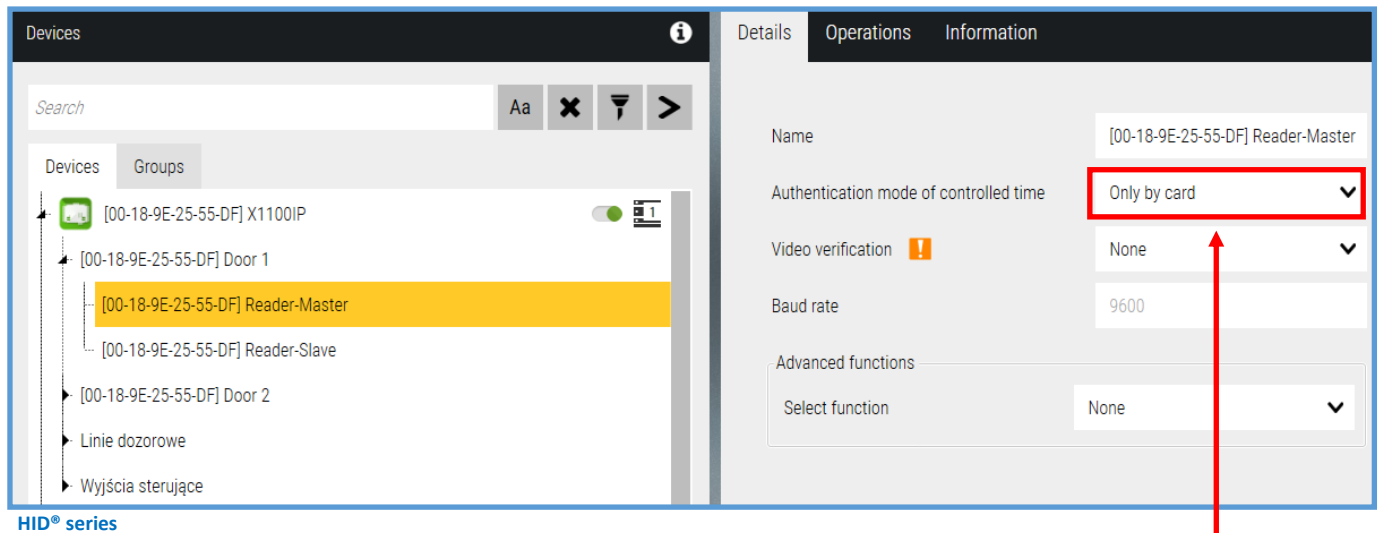 Devices
Search
Aa
Devices Groups
[00-18-9E-25-55-DF] X1100IP 1
[00-18-9E-25-55-DF] Door 1
[00-18-9E-25-55-DF] Reader-Master
[00-18-9E-25-55-DF] Reader-Slave
[00-18-9E-25-55-DF] Door 2
Linie dozorowe
Wyjścia sterujące
Details Operations Information
Name [00-18-9E-25-55-DF] Reader-Master
Authentication mode of controlled time Only by card
Video verification ! None
Baud rate 9600
Advanced functions
Select function None
HID® series